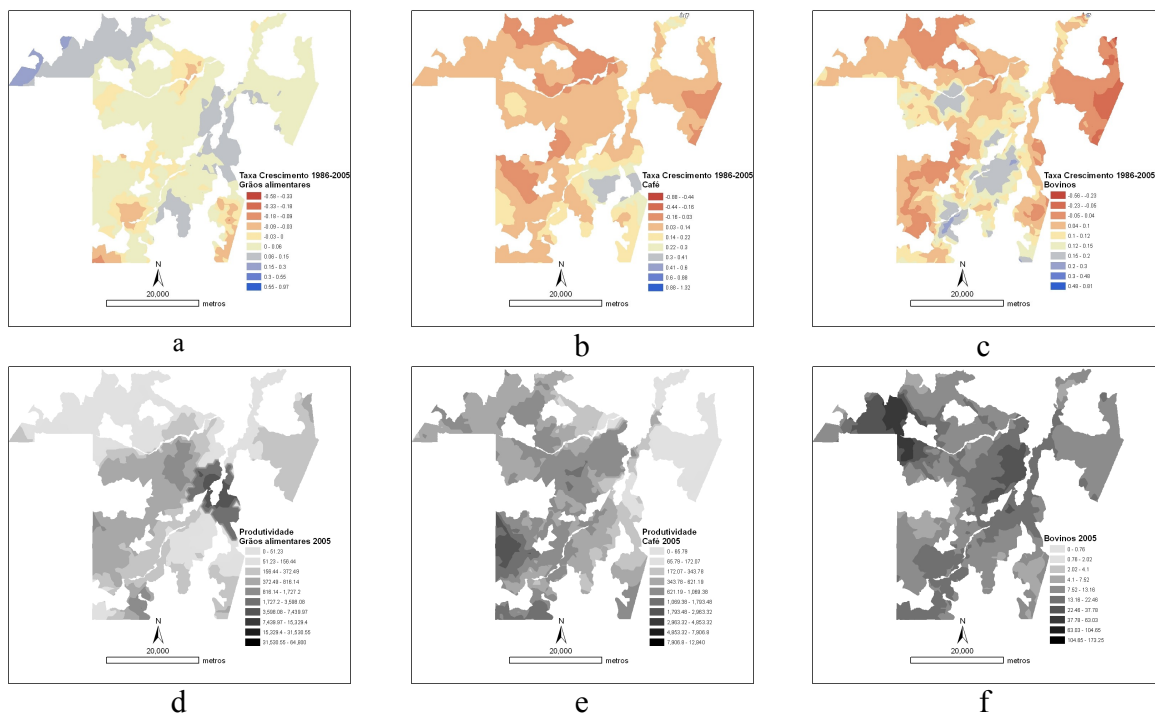 Taxa Crescimento 1986-2005
Grãos alimentares
-0.58 - -0.33
-0.33 - -0.18
-0.18 - -0.09
-0.09 - -0.03
-0.03 - 0
0 - 0.06
0.06 - 0.15
0.15 - 0.3
0.3 - 0.55
0.55 - 0.97
N
20,000
metros
a
Taxa Crescimento 1986-2005
Café
-0.88 - -0.44
-0.44 - -0.16
-0.16 - 0.03
0.03 - 0.14
0.14 - 0.22
0.22 - 0.3
0.3 - 0.41
0.41 - 0.6
0.6 - 0.88
0.88 - 1.32
N
20,000
metros
b
Taxa Crescimento 1986-2005
Bovinos
-0.56 - -0.23
-0.23 - -0.05
-0.05 - 0.04
0.04 - 0.1
0.1 - 0.12
0.12 - 0.15
0.15 - 0.2
0.2 - 0.3
0.3 - 0.48
0.48 - 0.81
N
20,000
metros
c
Produtividade
Grãos alimentares 2005
0 - 51.23
51.23 - 156.44
156.44 - 372.49
372.49 - 816.14
816.14 - 1,727.2
1,727.2 - 3,598.08
3,598.08 - 7,439.97
7,439.97 - 15,329.4
15,329.4 - 31,530.55
31,530.55 - 64,800
N
20,000
metros
d
Produtividade
Café 2005
0 - 65.78
65.78 - 172.07
172.07 - 343.78
343.78 - 621.19
621.19 - 1,069.36
1,069.36 - 1,793.46
1,793.46 - 2,963.32
2,963.32 - 4,853.32
4,853.32 - 7,906.8
7,906.8 - 12,840
N
20,000
metros
e
Bovinos 2005
0 - 0.76
0.76 - 2.02
2.02 - 4.1
4.1 - 7.52
7.52 - 13.16
13.16 - 22.46
22.46 - 37.78
37.78 - 63.03
63.03 - 104.65
104.65 - 173.25
N
20,000
metros
f